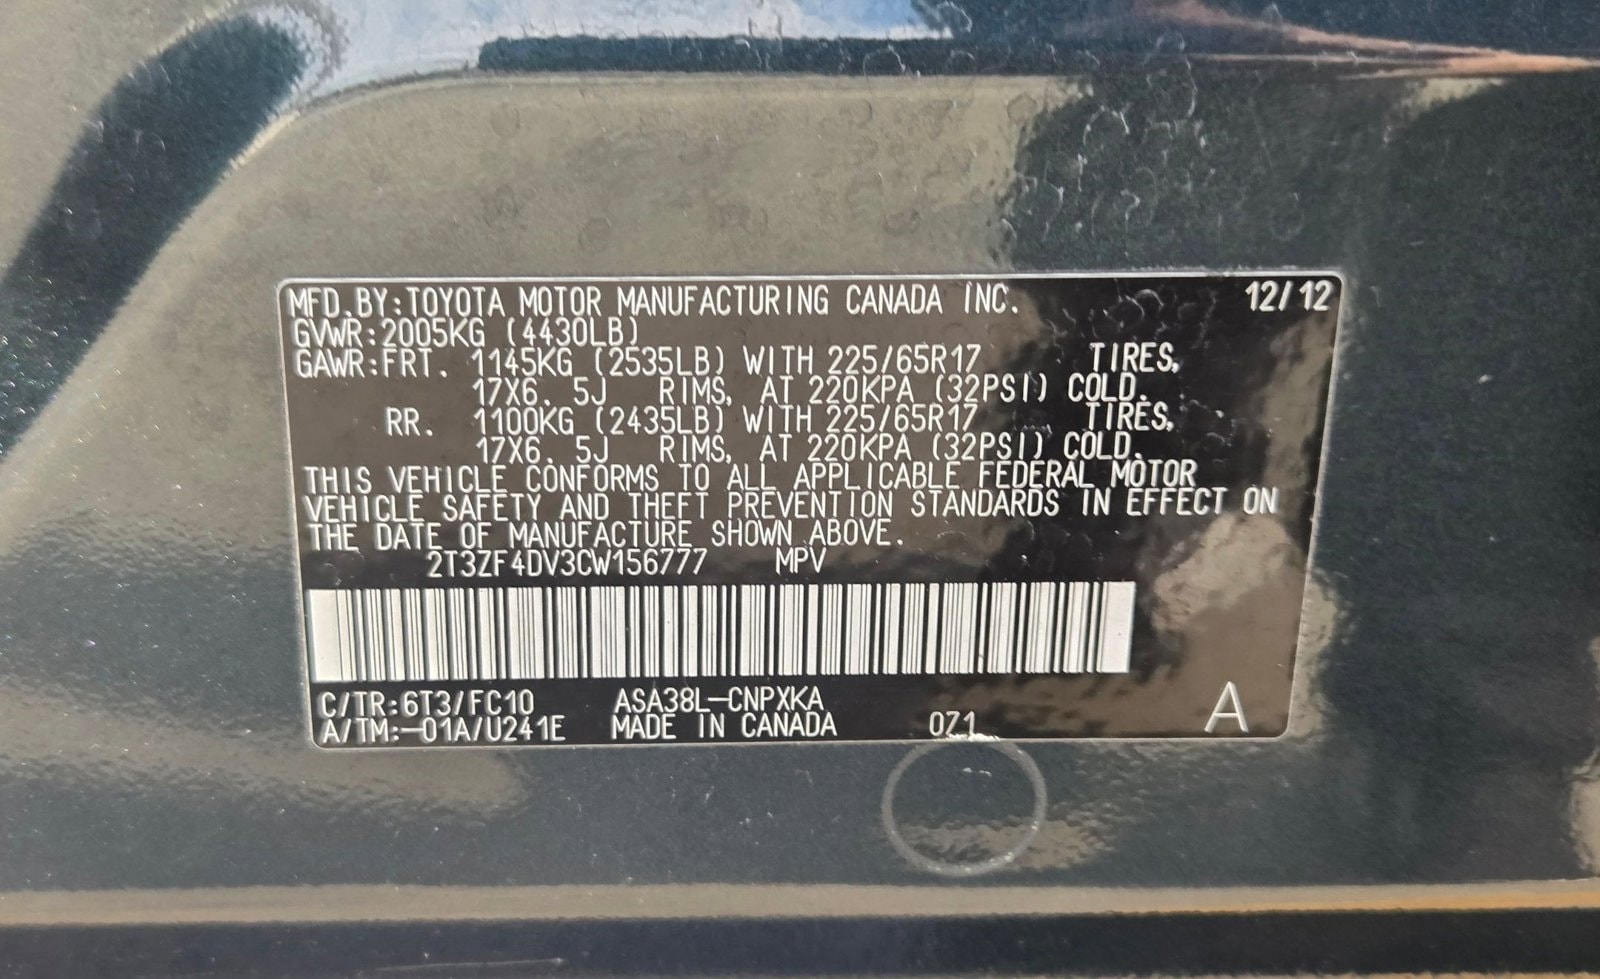 MFD.BY:TOYOTA MOTOR MANUFACTURING CANADA INC. 12/12
GVWR:2005KG (4430LB)
GAWR:FRT. 1145KG (2535LB) WITH 225/65R17 TIRES,
17X6.5J RIMS, AT 220KPA (32PSI) COLD.
RR. 1100KG (2435LB) WITH 225/65R17 TIRES,
17X6.5J RIMS, AT 220KPA (32PSI) COLD.
THIS VEHICLE CONFORMS TO ALL APPLICABLE FEDERAL MOTOR
VEHICLE SAFETY AND THEFT PREVENTION STANDARDS IN EFFECT ON
THE DATE OF MANUFACTURE SHOWN ABOVE.
2T3ZF4DV3CW156777 MPV
C/TR:6T3/FC10 ASA38L-CNPXKA
A/TM:-01A/U241E MADE IN CANADA 0Z1 A